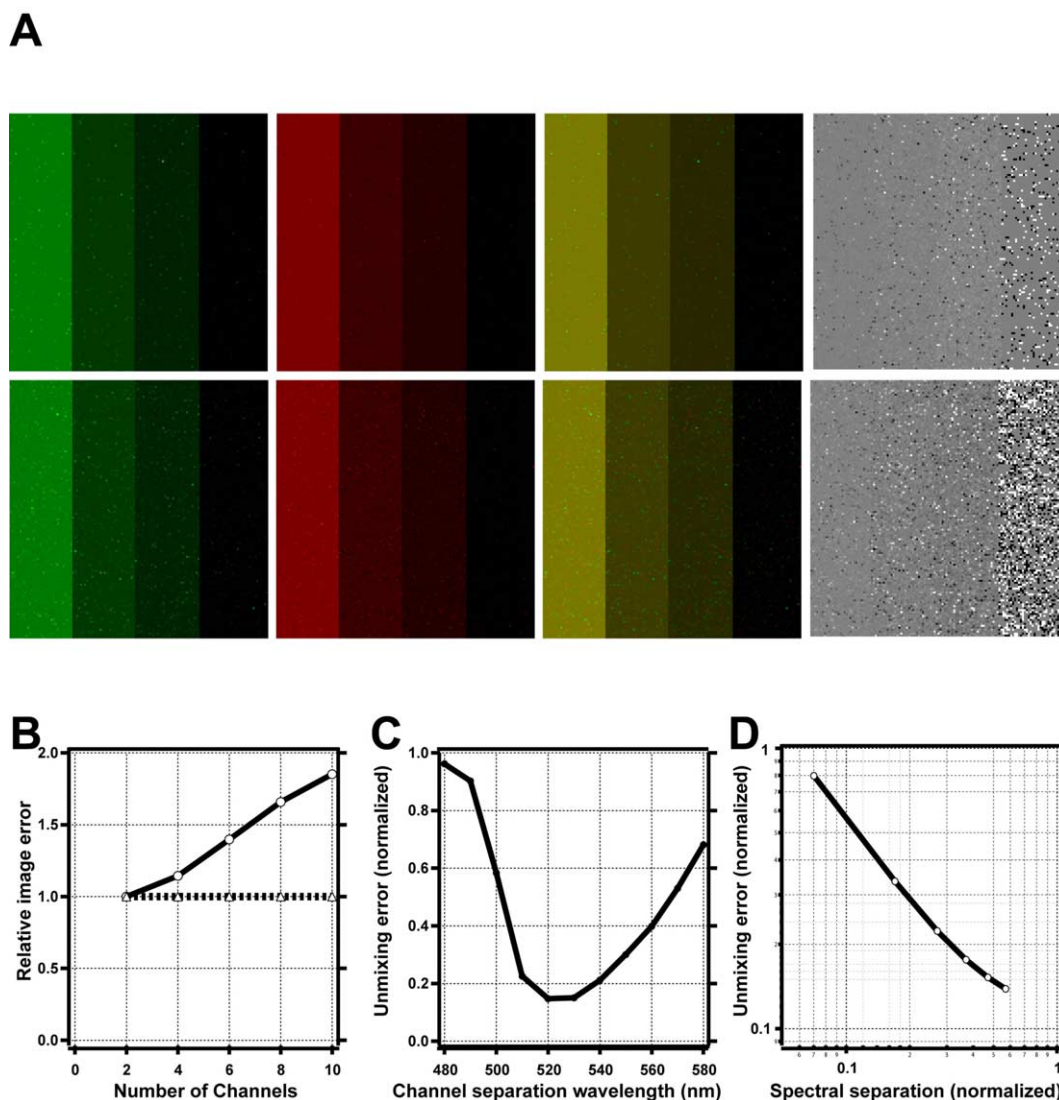 A
B
Relative image error
2.0
1.5
1.0
0.5
0.0
0
2
4
6
8
10
Number of Channels
C
Unmixing error (normalized)
1.0
0.8
0.6
0.4
0.2
0.0
480
500
520
540
560
580
Channel separation wavelength (nm)
D
Unmixing error (normalized)
1
0.1
0.1
1
Spectral separation (normalized)